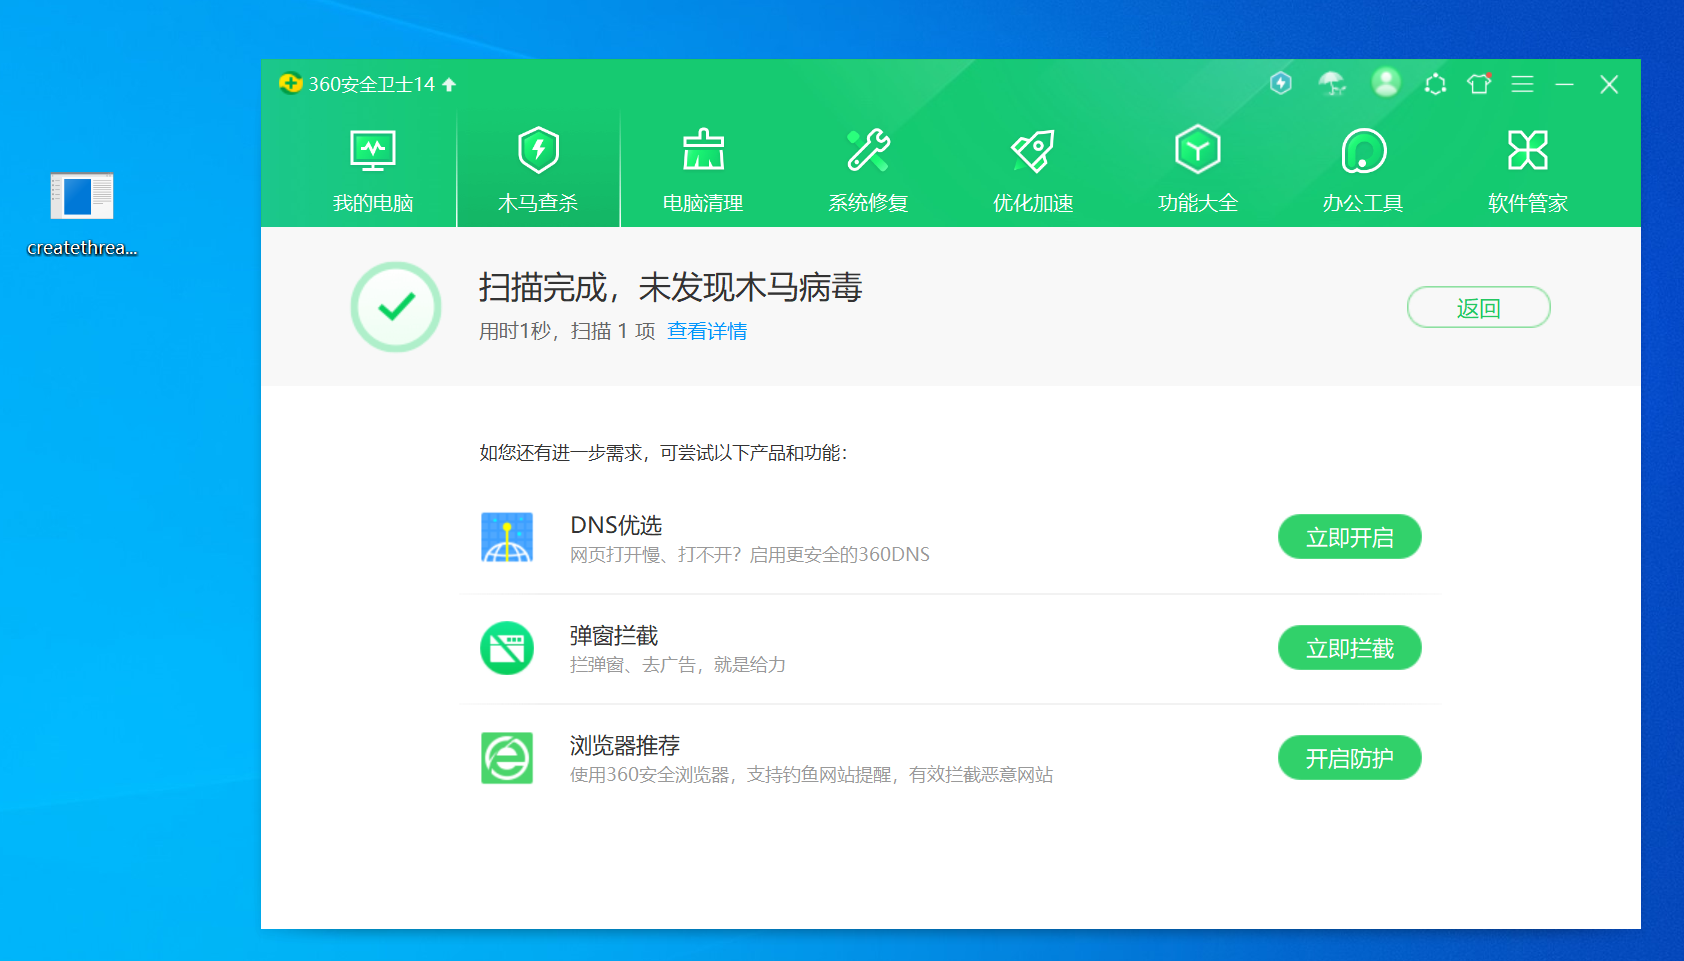 360安全卫士14
我的电脑
木马查杀
电脑清理
系统修复
优化加速
功能大全
办公工具
软件管家
createthrea...
扫描完成，未发现木马病毒
用时1秒，扫描 1 项 查看详情
返回
如您还有进一步需求，可尝试以下产品和功能：
DNS优选
网页打开慢、打不开？启用更安全的360DNS
立即开启
弹窗拦截
拦弹窗、去广告，就是给力
立即拦截
浏览器推荐
使用360安全浏览器，支持钓鱼网站提醒，有效拦截恶意网站
开启防护